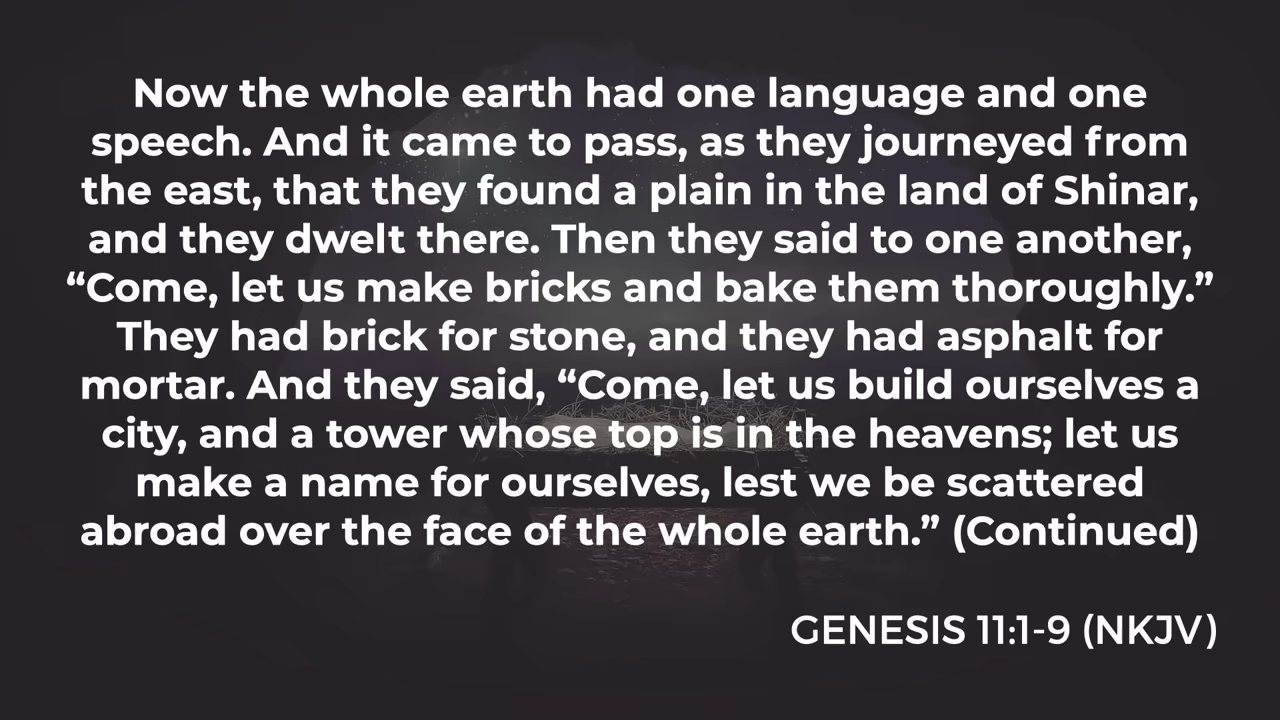 Now the whole earth had one language and one
speech. And it came to pass, as they journeyed from
the east, that they found a plain in the land of Shinar,
and they dwelt there. Then they said to one another,
“Come, let us make bricks and bake them thoroughly.”
They had brick for stone, and they had asphalt for
mortar. And they said, “Come, let us build ourselves a
city, and a tower whose top is in the heavens; let us
make a name for ourselves, lest we be scattered
abroad over the face of the whole earth.” (Continued)
GENESIS 11:1-9 (NKJV)